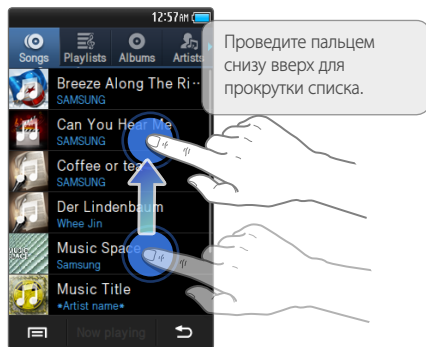 12:57AM
Songs Playlists Albums Artists
Проведите пальцем
снизу вверх для
прокрутки списка.
Breeze Along The Ri...
SAMSUNG
Can You Hear Me
SAMSUNG
Coffee or tea
SAMSUNG
Der Lindenbaum
Whee Jin
Music Space
Samsung
Music Title
*Artist name*
Now playing